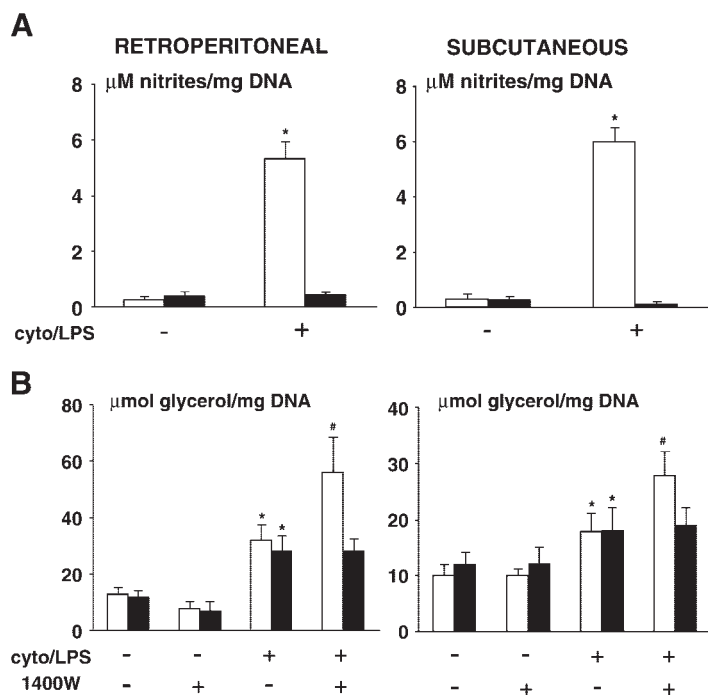 A
RETROPERITONEAL SUBCUTANEOUS
μM nitrites/mg DNA μM nitrites/mg DNA
8 8
* *
6 6
4 4
2 2
0 0
cyto/LPS - + - +
B
μmol glycerol/mg DNA μmol glycerol/mg DNA
80 40
# #
60 30
40 20
* * * *
20 10
0 0
cyto/LPS - - + + - - + +
1400W - + - + - + - +